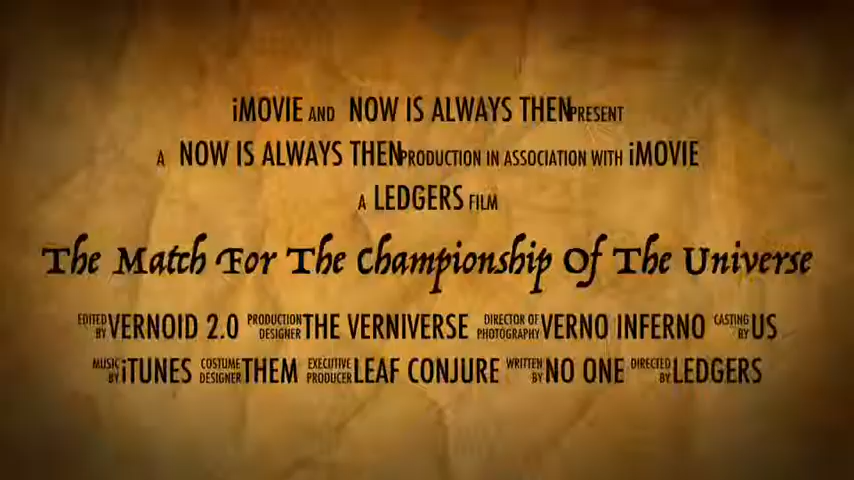 iMOVIE AND NOW IS ALWAYS THEN PRESENT
A NOW IS ALWAYS THEN PRODUCTION IN ASSOCIATION WITH iMOVIE
A LEDGERS FILM
The Match For The Championship Of The Universe
EDITED BY VERNOID 2.0 PRODUCTION DESIGNER THE VERNIVERSE DIRECTOR OF PHOTOGRAPHY VERNO INFERNO CASTING BY US
MUSIC BY iTUNES COSTUME DESIGNER THEM EXECUTIVE PRODUCER LEAF CONJURE WRITTEN BY NO ONE DIRECTED BY LEDGERS